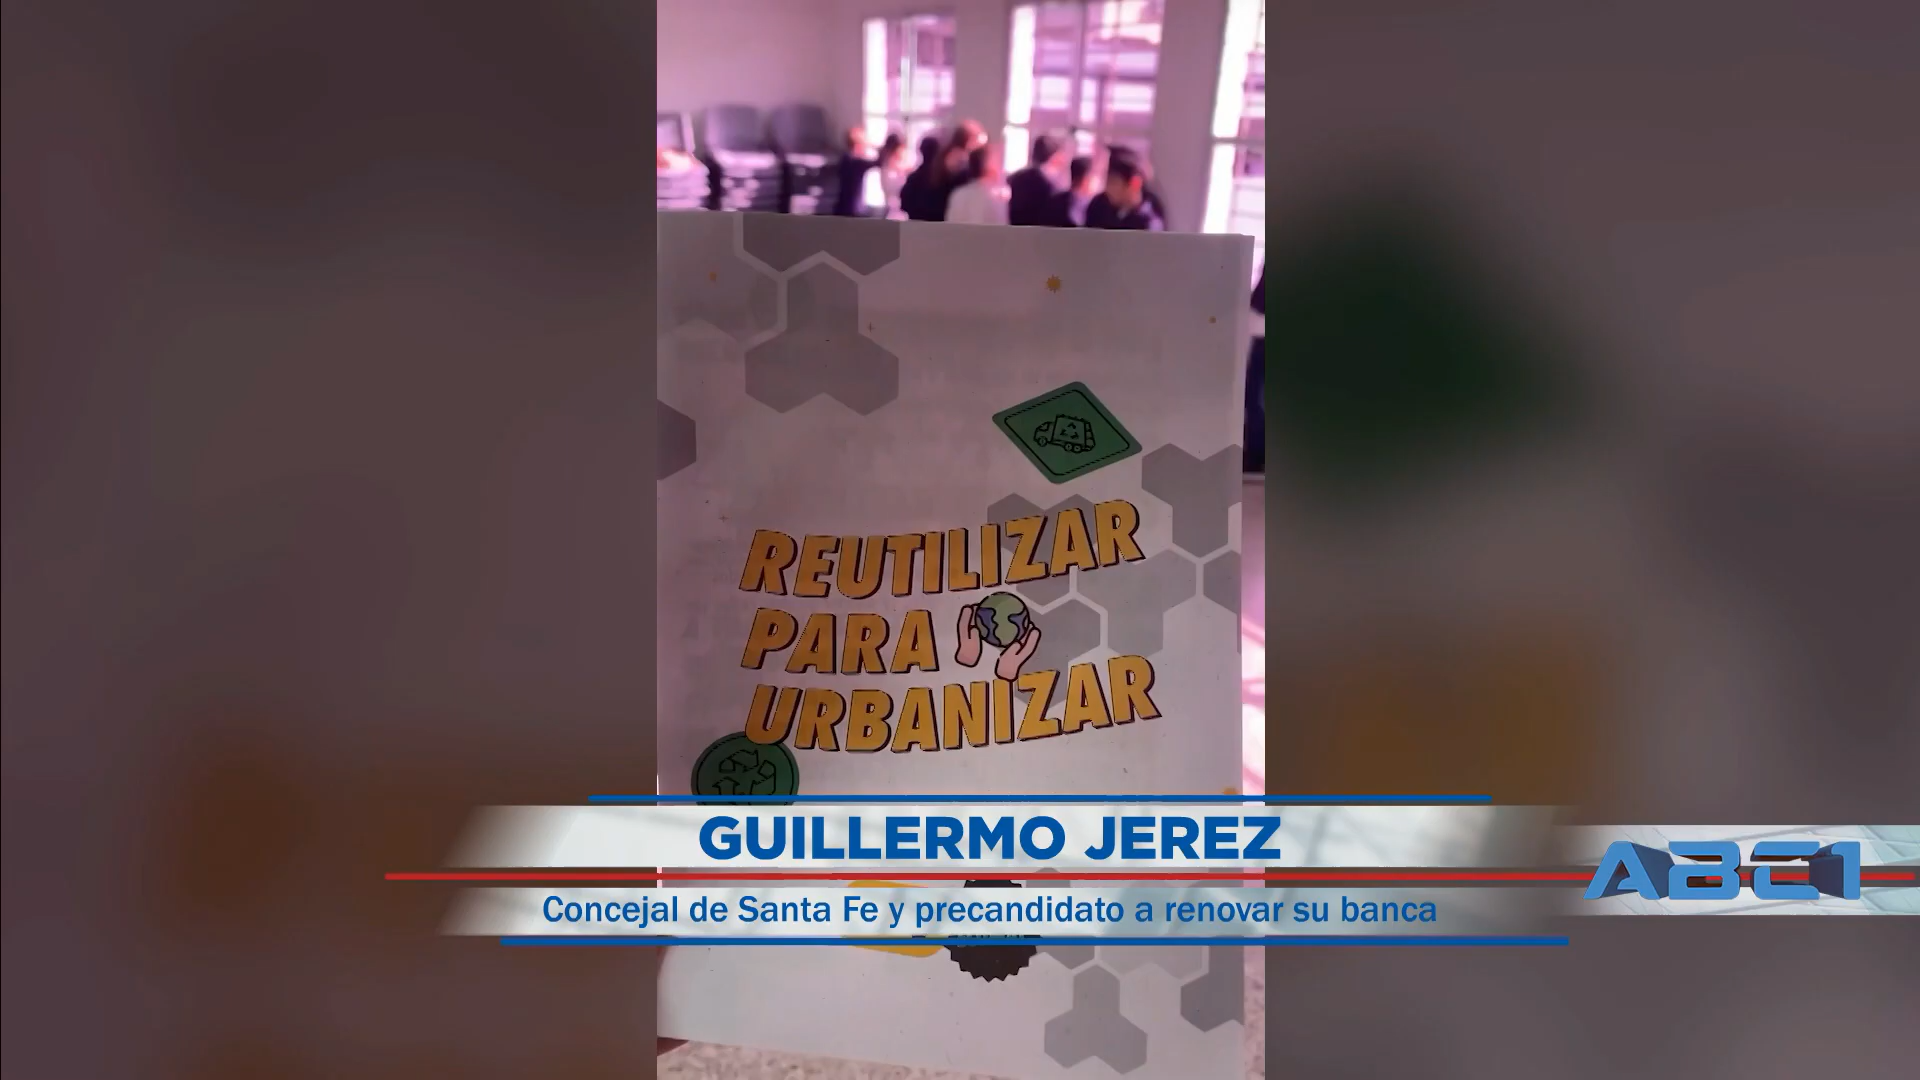 REUTILIZAR
PARA
URBANIZAR
GUILLERMO JEREZ
Concejal de Santa Fe y precandidato a renovar su banca
ABC1